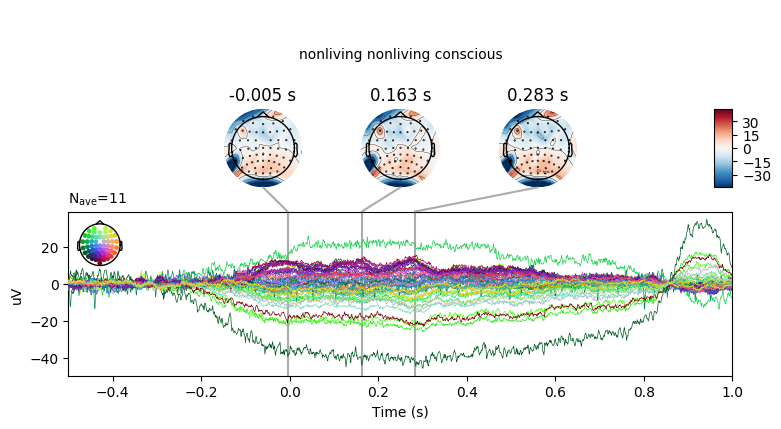 nonliving nonliving conscious
-0.005 s 0.163 s 0.283 s
30
15
0
−15
−30
Nave=11
20
0
−20
−40
uV
−0.4 −0.2 0.0 0.2 0.4 0.6 0.8 1.0
Time (s)